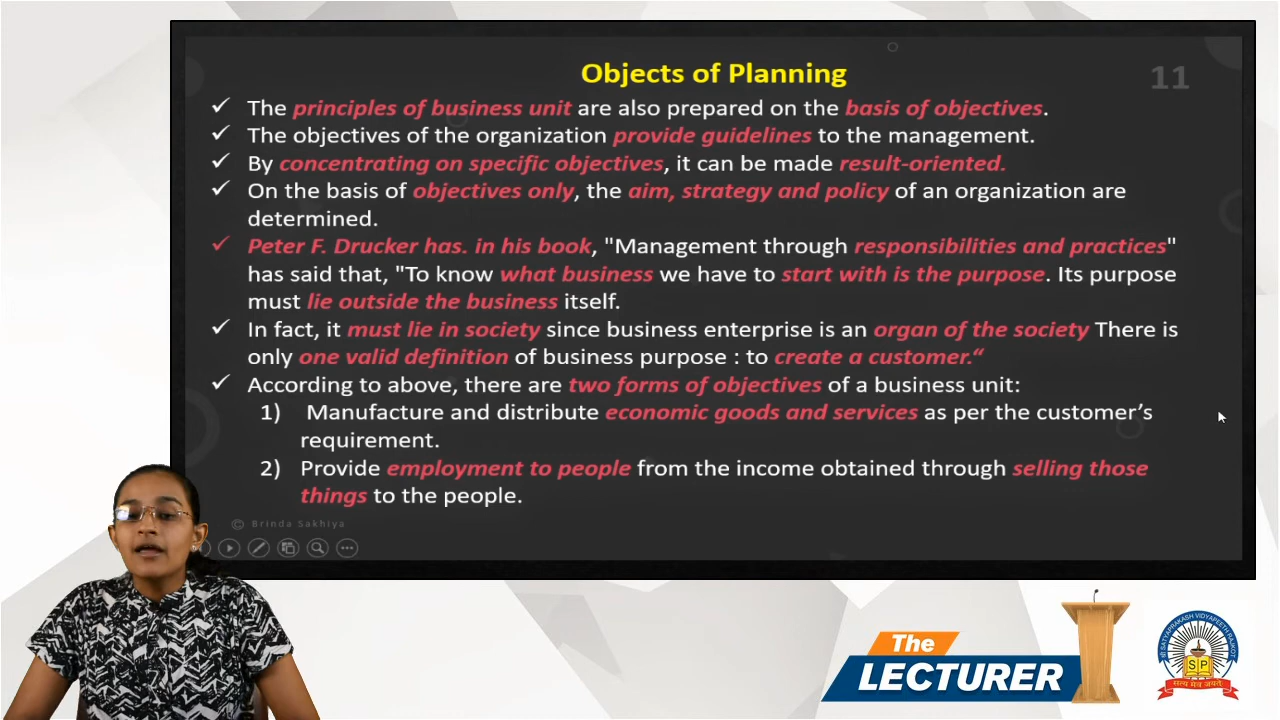 Objects of Planning
11
✓ The principles of business unit are also prepared on the basis of objectives.
✓ The objectives of the organization provide guidelines to the management.
✓ By concentrating on specific objectives, it can be made result-oriented.
✓ On the basis of objectives only, the aim, strategy and policy of an organization are
determined.
✓ Peter F. Drucker has. in his book, "Management through responsibilities and practices"
has said that, "To know what business we have to start with is the purpose. Its purpose
must lie outside the business itself.
✓ In fact, it must lie in society since business enterprise is an organ of the society There is
only one valid definition of business purpose : to create a customer.“
✓ According to above, there are two forms of objectives of a business unit:
1) Manufacture and distribute economic goods and services as per the customer’s
requirement.
2) Provide employment to people from the income obtained through selling those
things to the people.
© Brinda Sakhiya
The
LECTURER
SATYAPRAKASH VIDYAPEETH RAJKOT
S P
सत्य मेव जयते